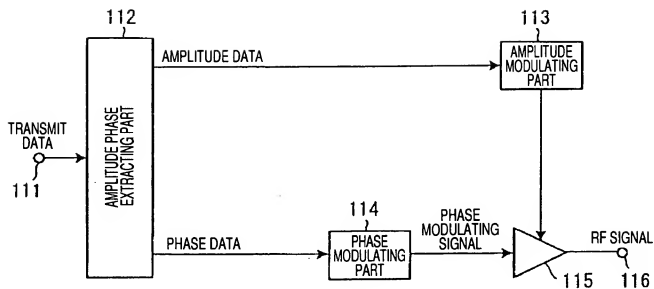 112
113
AMPLITUDE DATA
AMPLITUDE
MODULATING
PART
TRANSMIT
DATA
111
AMPLITUDE PHASE
EXTRACTING PART
114
PHASE DATA
PHASE
MODULATING
PART
PHASE
MODULATING
SIGNAL
RF SIGNAL
115
116